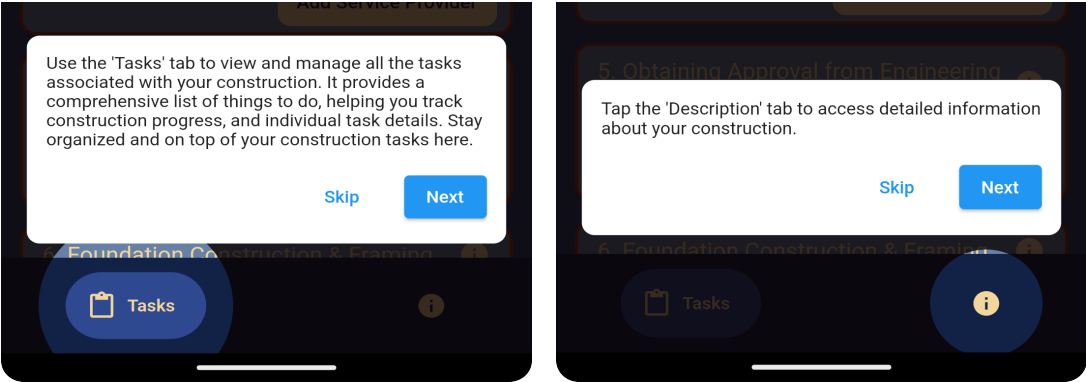 Add Service Provider
Use the 'Tasks' tab to view and manage all the tasks
associated with your construction. It provides a
comprehensive list of things to do, helping you track
construction progress, and individual task details. Stay
organized and on top of your construction tasks here.
Skip
Next
6. Foundation Construction & Framing
Tasks
5. Obtaining Approval from Engineering
Tap the 'Description' tab to access detailed information
about your construction.
Skip
Next
6. Foundation Construction & Framing
Tasks